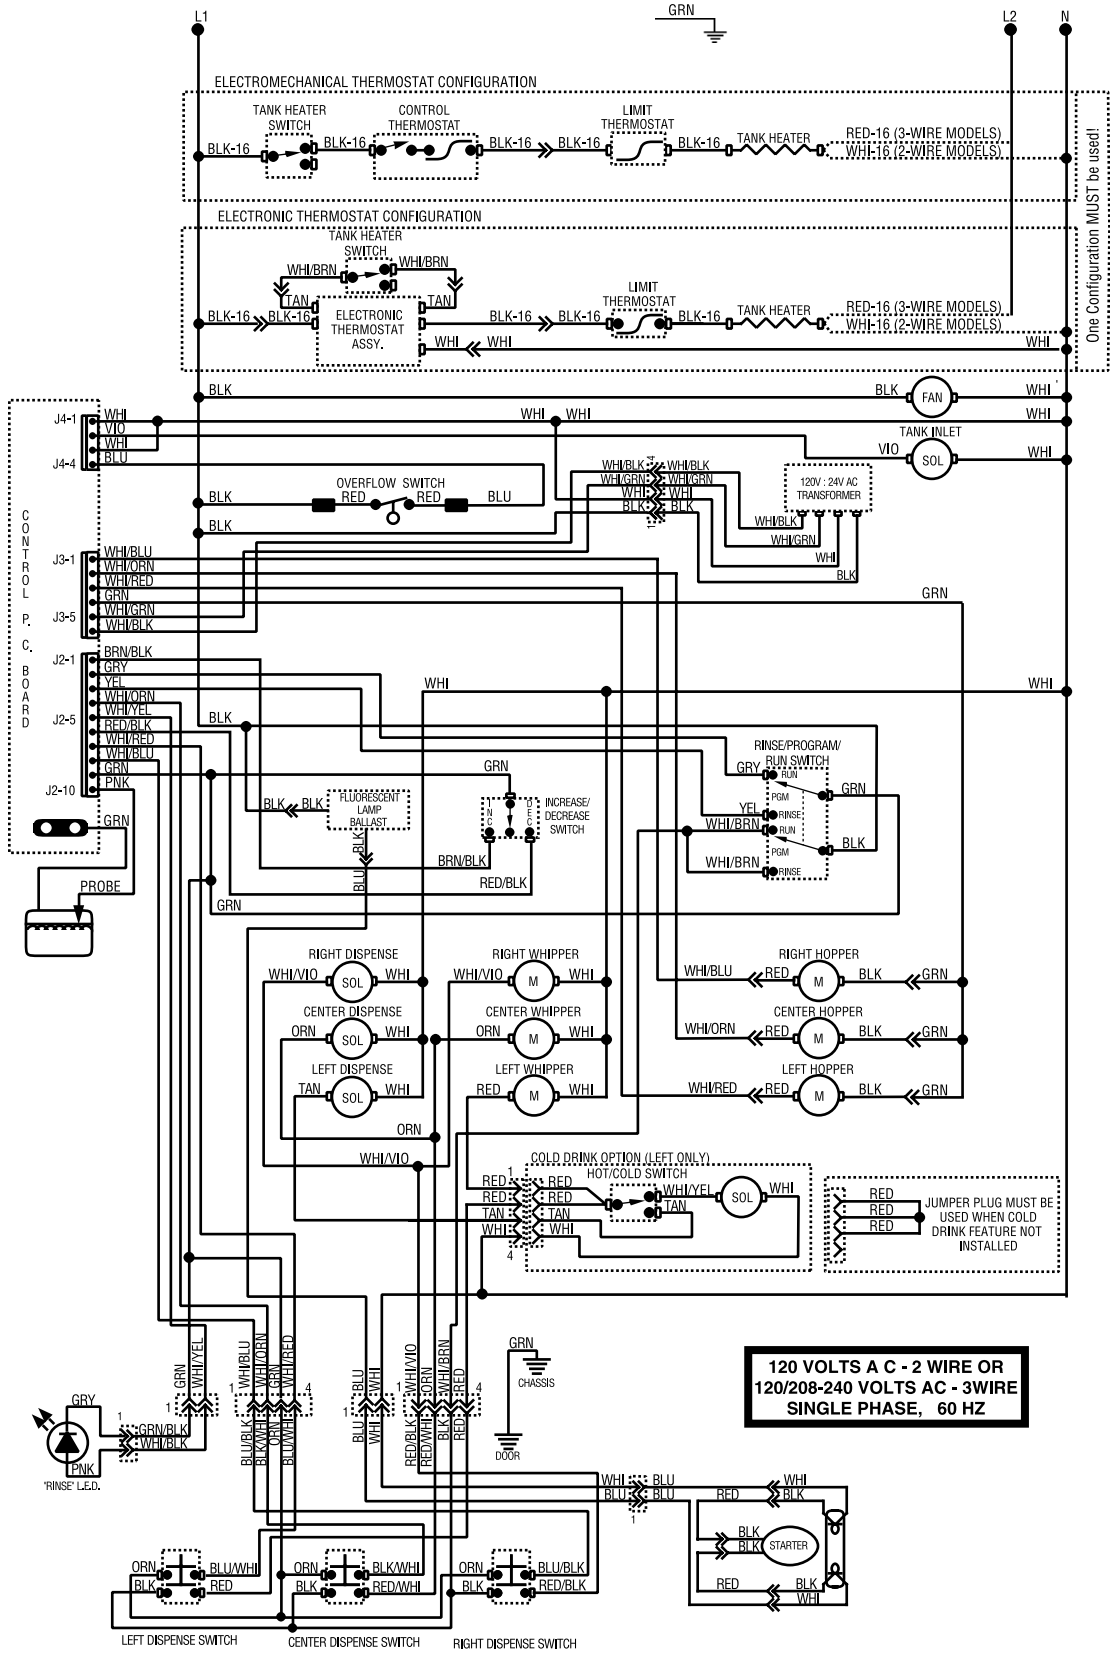 L1
GRN
L2
N
ELECTROMECHANICAL THERMOSTAT CONFIGURATION
TANK HEATER
SWITCH
CONTROL
THERMOSTAT
LIMIT
THERMOSTAT
BLK-16
BLK-16
BLK-16
BLK-16
BLK-16
TANK HEATER
RED-16 (3-WIRE MODELS)
WHI-16 (2-WIRE MODELS)
One Configuration MUST be used!
ELECTRONIC THERMOSTAT CONFIGURATION
TANK HEATER
SWITCH
WHI/BRN
WHI/BRN
TAN
TAN
ELECTRONIC
THERMOSTAT
ASSY.
LIMIT
THERMOSTAT
BLK-16
BLK-16
BLK-16
BLK-16
BLK-16
TANK HEATER
RED-16 (3-WIRE MODELS)
WHI-16 (2-WIRE MODELS)
WHI
WHI
WHI
BLK
BLK
FAN
WHI
J4-1
WHI
VIO
WHI
BLU
J4-4
WHI
WHI
WHI
TANK INLET
VIO
SOL
WHI
OVERFLOW SWITCH
BLK
RED
RED
BLU
BLK
WHI/BLK
WHI/GRN
WHI
BLK
4
1
WHI/BLK
WHI/GRN
WHI
BLK
120V : 24V AC
TRANSFORMER
WHI/BLK
WHI/GRN
WHI
BLK
CONTROL P. C. BOARD
J3-1
J3-5
WHI/BLU
WHI/ORN
WHI/RED
GRN
WHI/GRN
WHI/BLK
GRN
J2-1
J2-5
J2-10
BRN/BLK
GRY
YEL
WHI/ORN
WHI/YEL
RED/BLK
WHI/RED
WHI/BLU
GRN
PNK
GRN
PROBE
WHI
WHI
BLK
BLK
BLK
FLUORESCENT
LAMP
BALLAST
BLK
BLU
GRN
INC
DEC
INCREASE/
DECREASE
SWITCH
BRN/BLK
RED/BLK
RINSE/PROGRAM/
RUN SWITCH
GRY
RUN
PGM
GRN
YEL
RINSE
WHI/BRN
RUN
PGM
BLK
WHI/BRN
RINSE
GRN
RIGHT DISPENSE
WHI/VIO
SOL
WHI
CENTER DISPENSE
ORN
SOL
WHI
LEFT DISPENSE
TAN
SOL
WHI
RIGHT WHIPPER
WHI/VIO
M
WHI
CENTER WHIPPER
ORN
M
WHI
LEFT WHIPPER
RED
M
WHI
RIGHT HOPPER
WHI/BLU
RED
M
BLK
GRN
CENTER HOPPER
WHI/ORN
RED
M
BLK
GRN
LEFT HOPPER
WHI/RED
RED
M
BLK
GRN
ORN
WHI/VIO
COLD DRINK OPTION (LEFT ONLY)
HOT/COLD SWITCH
1
RED
RED
TAN
WHI
4
RED
RED
TAN
WHI
WHI/YEL
TAN
SOL
WHI
RED
RED
RED
JUMPER PLUG MUST BE
USED WHEN COLD
DRINK FEATURE NOT
INSTALLED
GRN
WHI/YEL
1
WHI/BLU
WHI/ORN
GRN
WHI/RED
1
4
BLU/BLK
BLK/WHI
ORN
BLU/WHI
BLU
WHI
1
BLU
WHI
WHI/VIO
ORN
WHI/BRN
RED
1
4
RED/BLK
RED/WHI
BLK
RED
GRN
CHASSIS
DOOR
120 VOLTS A C - 2 WIRE OR
120/208-240 VOLTS AC - 3WIRE
SINGLE PHASE, 60 HZ
GRY
1
GRN/BLK
WHI/BLK
PNK
'RINSE' L.E.D.
WHI
BLU
BLU
BLU
1
WHI
RED
BLK
BLK
BLK
STARTER
RED
BLK
WHI
ORN
BLU/WHI
BLK
RED
LEFT DISPENSE SWITCH
ORN
BLK/WHI
BLK
RED/WHI
CENTER DISPENSE SWITCH
ORN
BLU/BLK
BLK
RED/BLK
RIGHT DISPENSE SWITCH